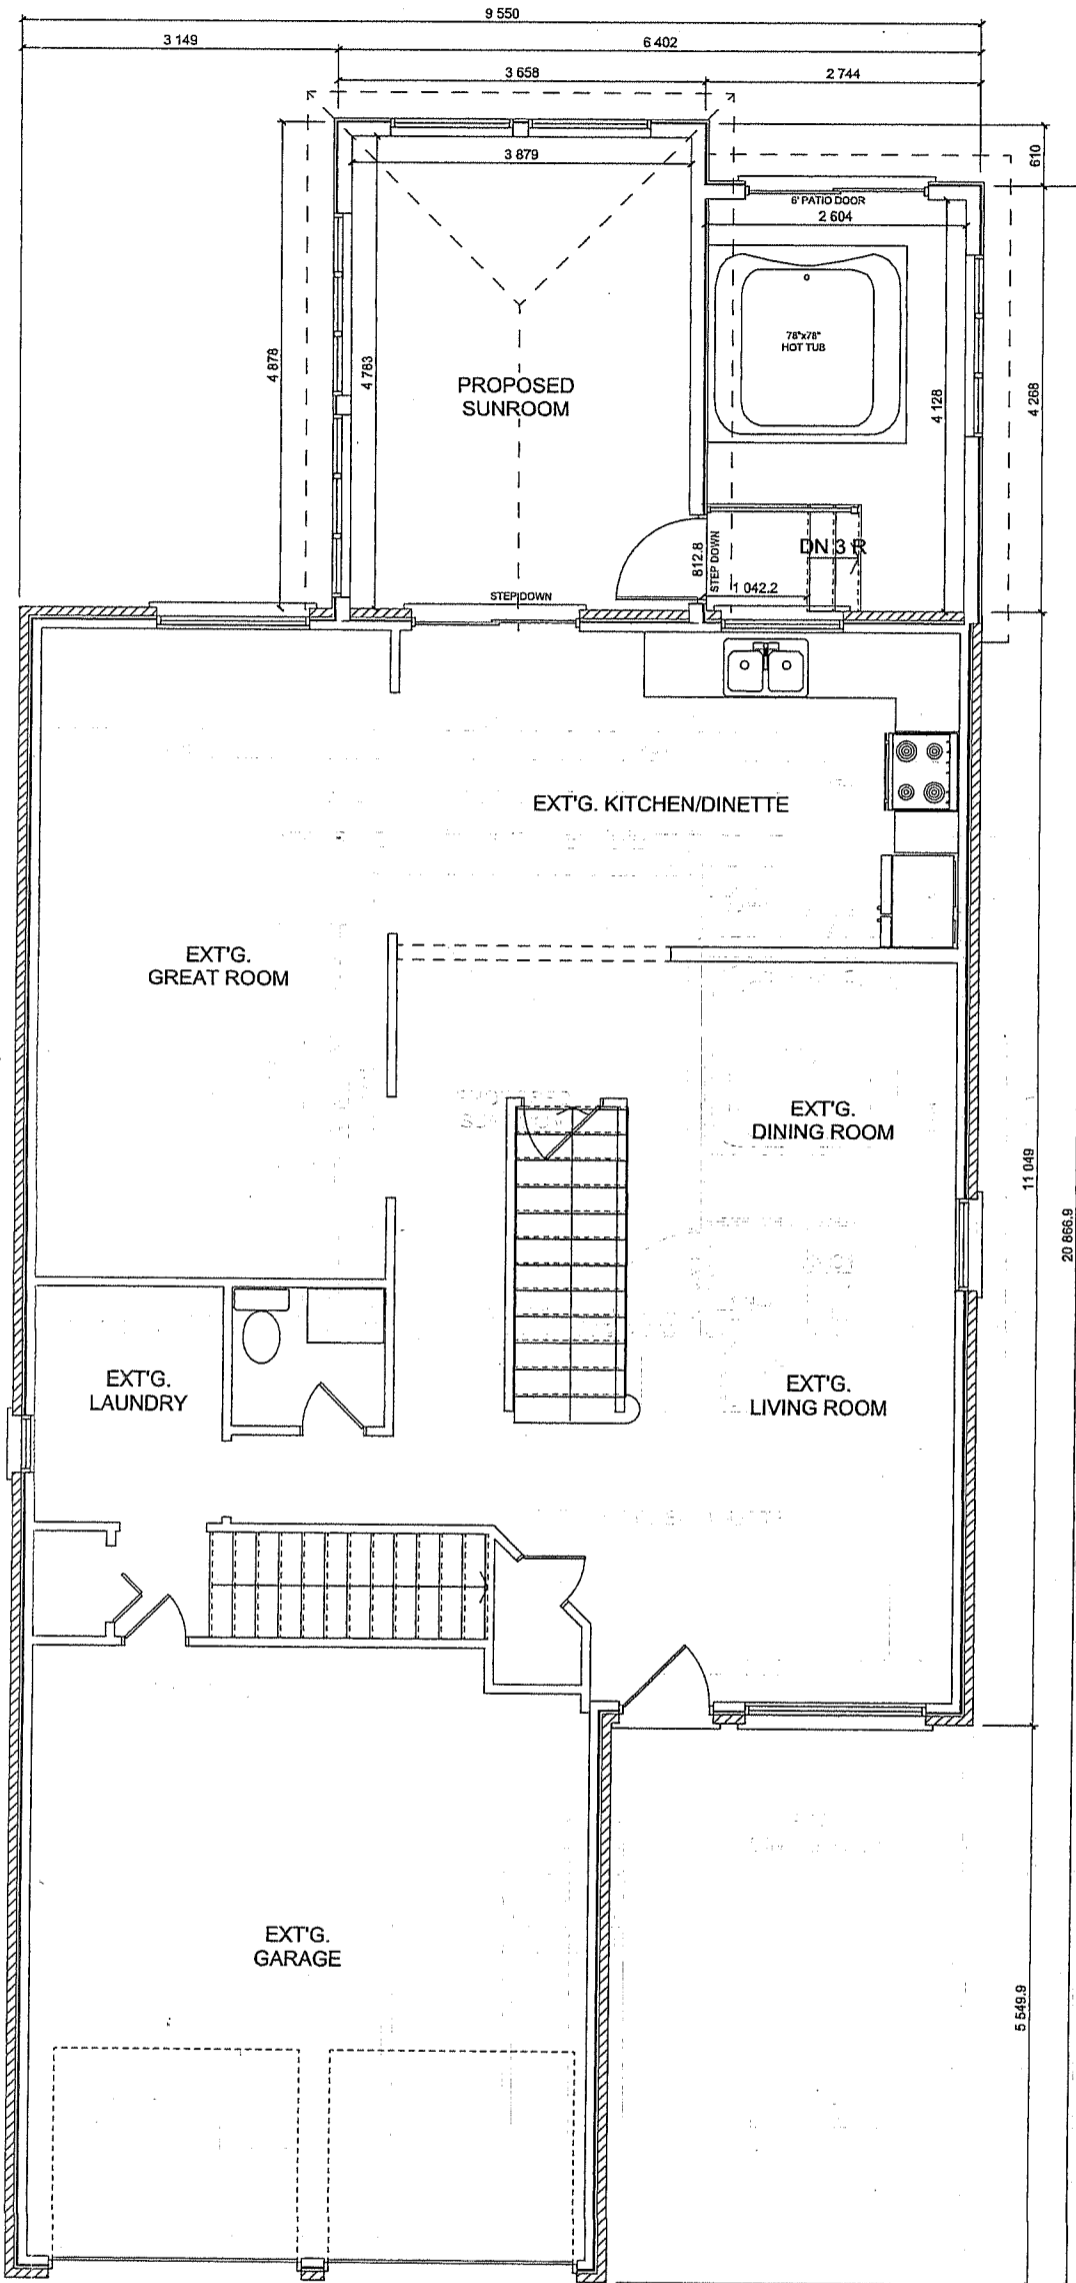 9 550
3 149
6 402
3 658
2 744
3 879
610
6' PATIO DOOR
2 604
4 878
4 763
78"x78"
HOT TUB
PROPOSED
SUNROOM
4 128
4 268
812.8
STEP DOWN
DN 3 R
1 042.2
STEP DOWN
EXT'G. KITCHEN/DINETTE
EXT'G.
GREAT ROOM
EXT'G.
DINING ROOM
11 049
20 866.9
EXT'G.
LAUNDRY
EXT'G.
LIVING ROOM
EXT'G.
GARAGE
5 549.9